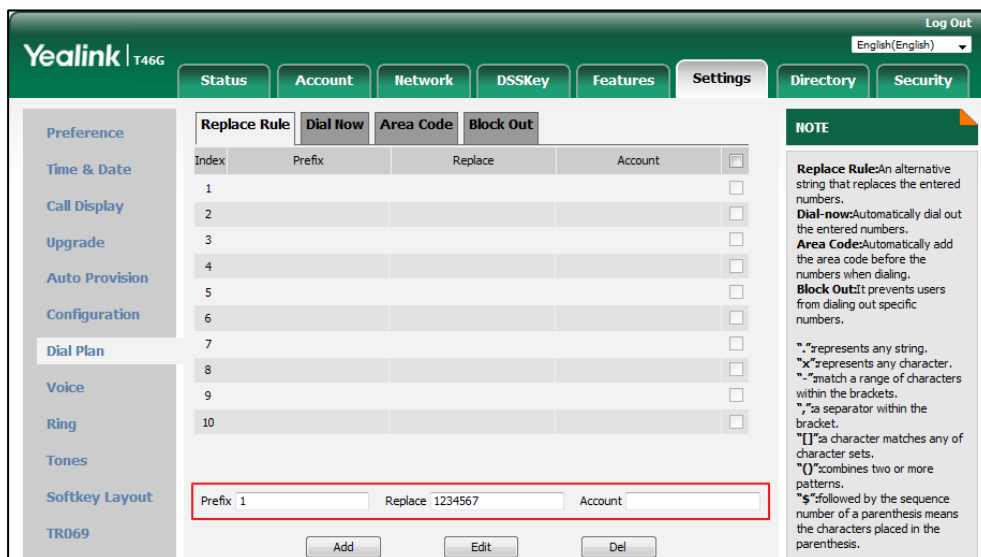 Log Out
Yealink T46G
English(English)
Status Account Network DSSKey Features Settings Directory Security
Preference
Time & Date
Call Display
Upgrade
Auto Provision
Configuration
Dial Plan
Voice
Ring
Tones
Softkey Layout
TR069
Replace Rule Dial Now Area Code Block Out
Index Prefix Replace Account
1
2
3
4
5
6
7
8
9
10
Prefix 1 Replace 1234567 Account
Add Edit Del
NOTE
Replace Rule:An alternative
string that replaces the entered
numbers.
Dial-now:Automatically dial out
the entered numbers.
Area Code:Automatically add
the area code before the
numbers when dialing.
Block Out:It prevents users
from dialing out specific
numbers.
".":represents any string.
"x":represents any character.
"-":match a range of characters
within the brackets.
",":a separator within the
bracket.
"[]":a character matches any of
character sets.
"()":combines two or more
patterns.
"$":followed by the sequence
number of a parenthesis means
the characters placed in the
parenthesis.